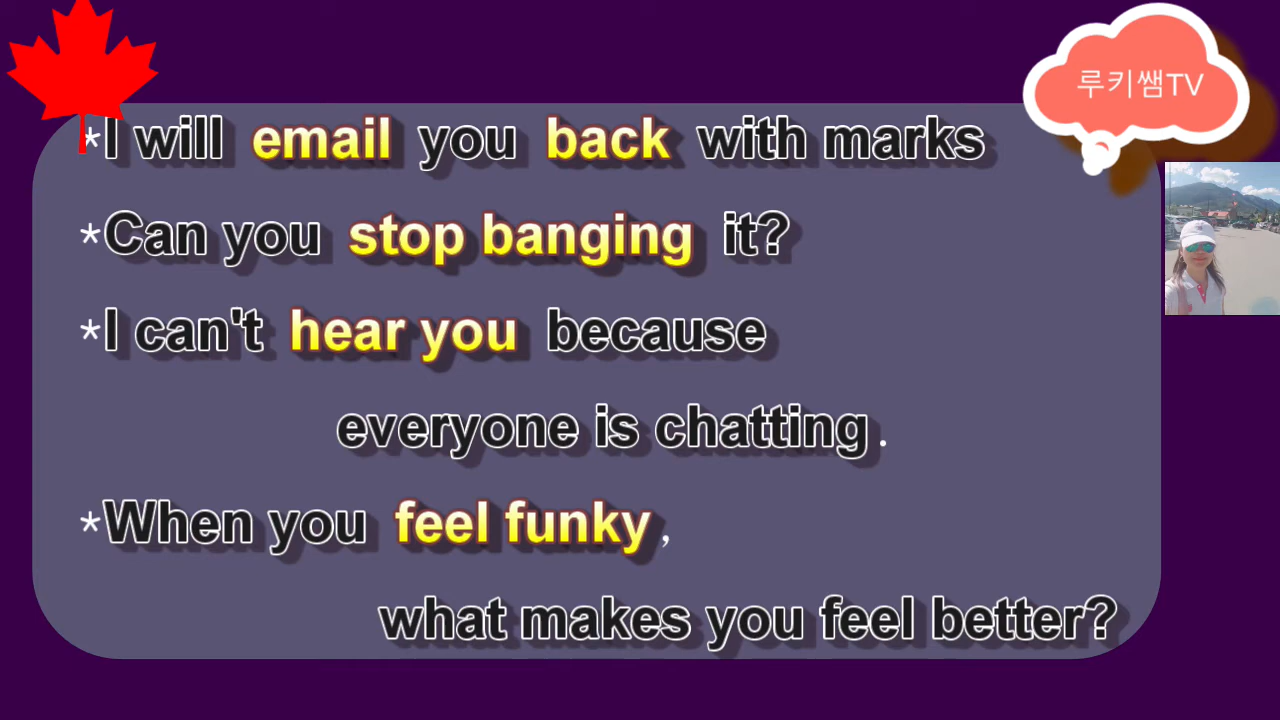 루키쌤TV
*I will email you back with marks
*Can you stop banging it?
*I can't hear you because
everyone is chatting.
*When you feel funky,
what makes you feel better?